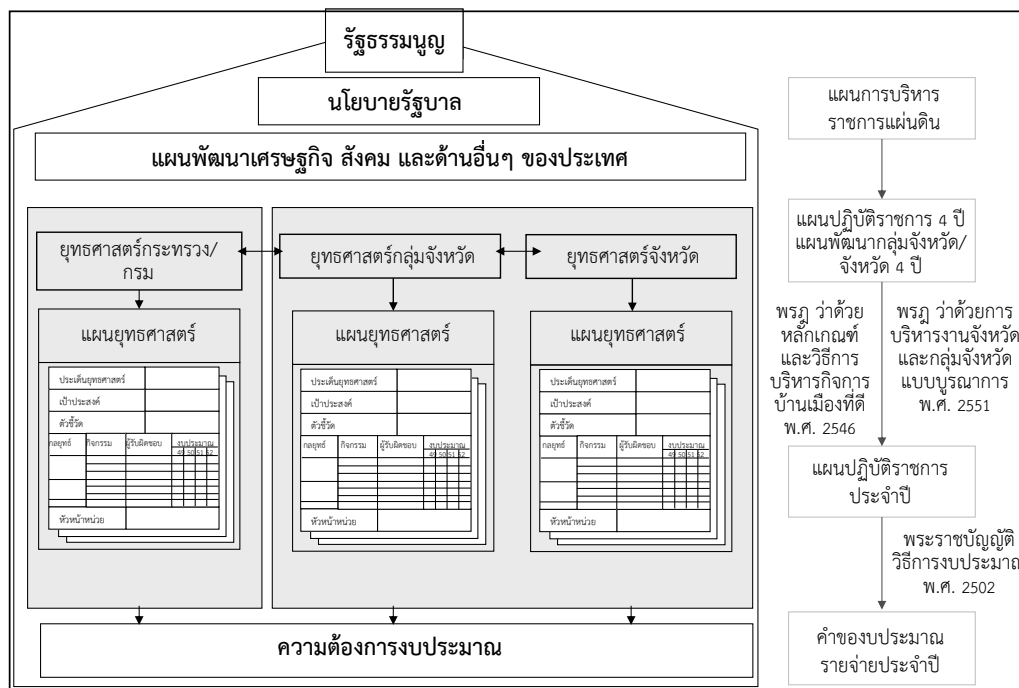 รัฐธรรมนูญ
นโยบายรัฐบาล
แผนพัฒนาเศรษฐกิจ สังคม และด้านอื่นๆ ของประเทศ
ยุทธศาสตร์กระทรวง/
กรม
แผนยุทธศาสตร์
ประเด็นยุทธศาสตร์
เป้าประสงค์
ตัวชี้วัด
กลยุทธ์ กิจกรรม ผู้รับผิดชอบ งบประมาณ
49 50 51 52
หัวหน้าหน่วย
ยุทธศาสตร์กลุ่มจังหวัด
แผนยุทธศาสตร์
ประเด็นยุทธศาสตร์
เป้าประสงค์
ตัวชี้วัด
กลยุทธ์ กิจกรรม ผู้รับผิดชอบ งบประมาณ
49 50 51 52
หัวหน้าหน่วย
ยุทธศาสตร์จังหวัด
แผนยุทธศาสตร์
ประเด็นยุทธศาสตร์
เป้าประสงค์
ตัวชี้วัด
กลยุทธ์ กิจกรรม ผู้รับผิดชอบ งบประมาณ
49 50 51 52
หัวหน้าหน่วย
ความต้องการงบประมาณ
แผนการบริหาร
ราชการแผ่นดิน
แผนปฏิบัติราชการ 4 ปี
แผนพัฒนากลุ่มจังหวัด/
จังหวัด 4 ปี
พรฎ ว่าด้วย
หลักเกณฑ์
และวิธีการ
บริหารกิจการ
บ้านเมืองที่ดี
พ.ศ. 2546
พรฎ ว่าด้วยการ
บริหารงานจังหวัด
และกลุ่มจังหวัด
แบบบูรณาการ
พ.ศ. 2551
แผนปฏิบัติราชการ
ประจำปี
พระราชบัญญัติ
วิธีการงบประมาณ
พ.ศ. 2502
คำของบประมาณ
รายจ่ายประจำปี